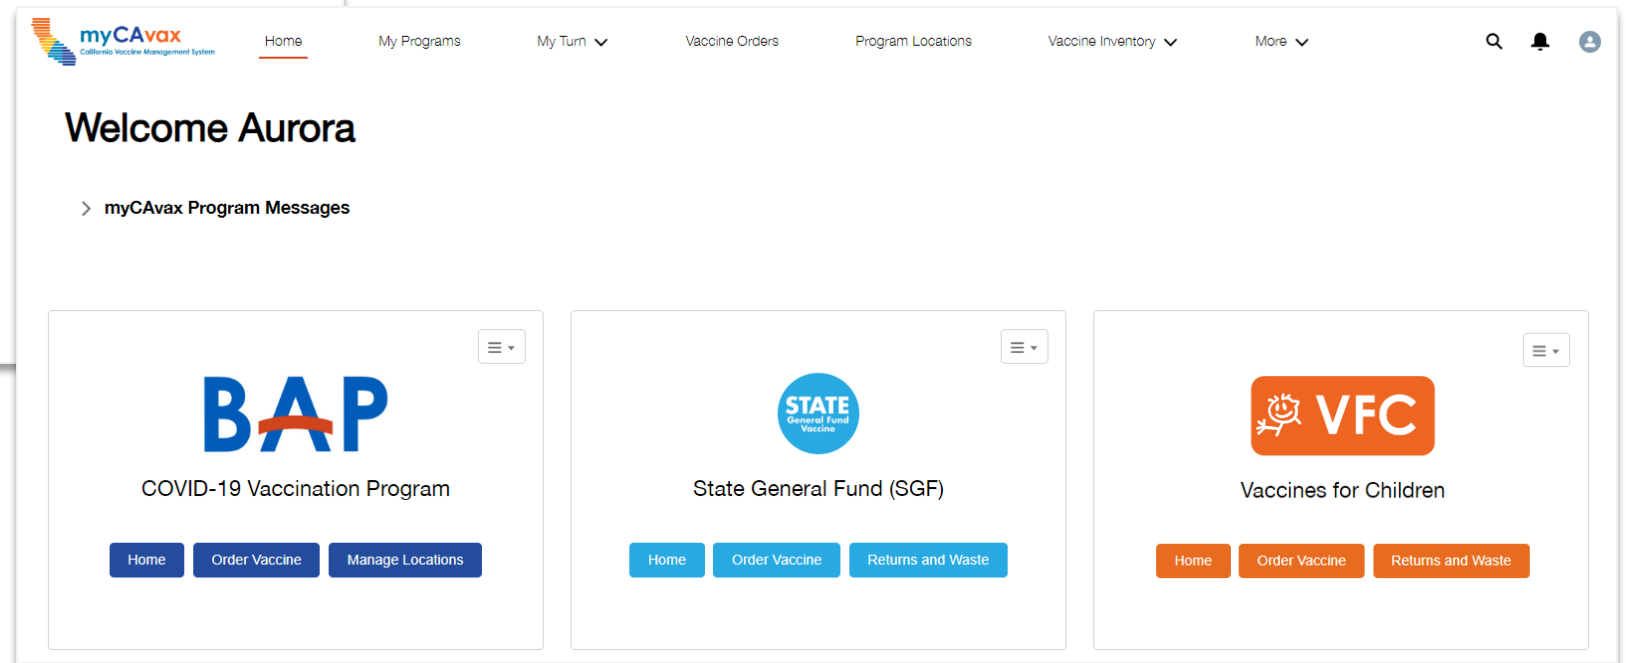 myCAvax
California Vaccine Management System
Home
My Programs
My Turn
Vaccine Orders
Program Locations
Vaccine Inventory
More
Welcome Aurora
myCAvax Program Messages
BAP
COVID-19 Vaccination Program
Home
Order Vaccine
Manage Locations
STATE
General Fund
Vaccine
State General Fund (SGF)
Home
Order Vaccine
Returns and Waste
VFC
Vaccines for Children
Home
Order Vaccine
Returns and Waste